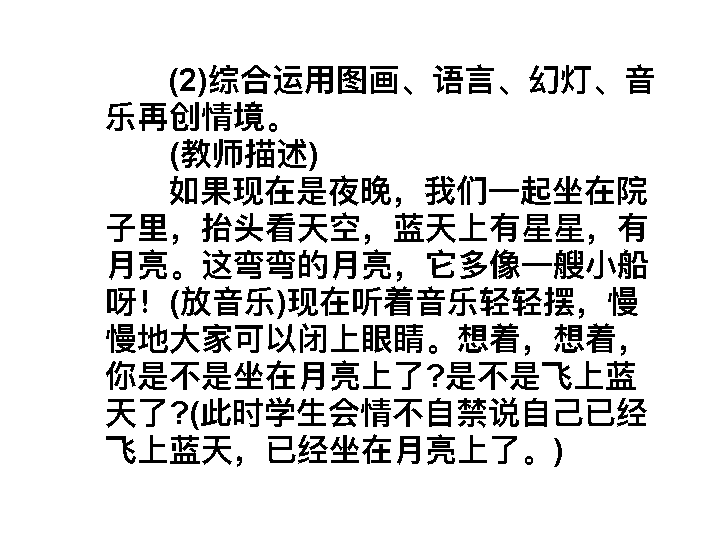 (2)综合运用图画、语言、幻灯、音
乐再创情境。
(教师描述)
如果现在是夜晚，我们一起坐在院
子里，抬头看天空，蓝天上有星星，有
月亮。这弯弯的月亮，它多像一艘小船
呀！(放音乐)现在听着音乐轻轻摆，慢
慢地大家可以闭上眼睛。想着，想着，
你是不是坐在月亮上了?是不是飞上蓝
天了?(此时学生会情不自禁说自己已经
飞上蓝天，已经坐在月亮上了。)